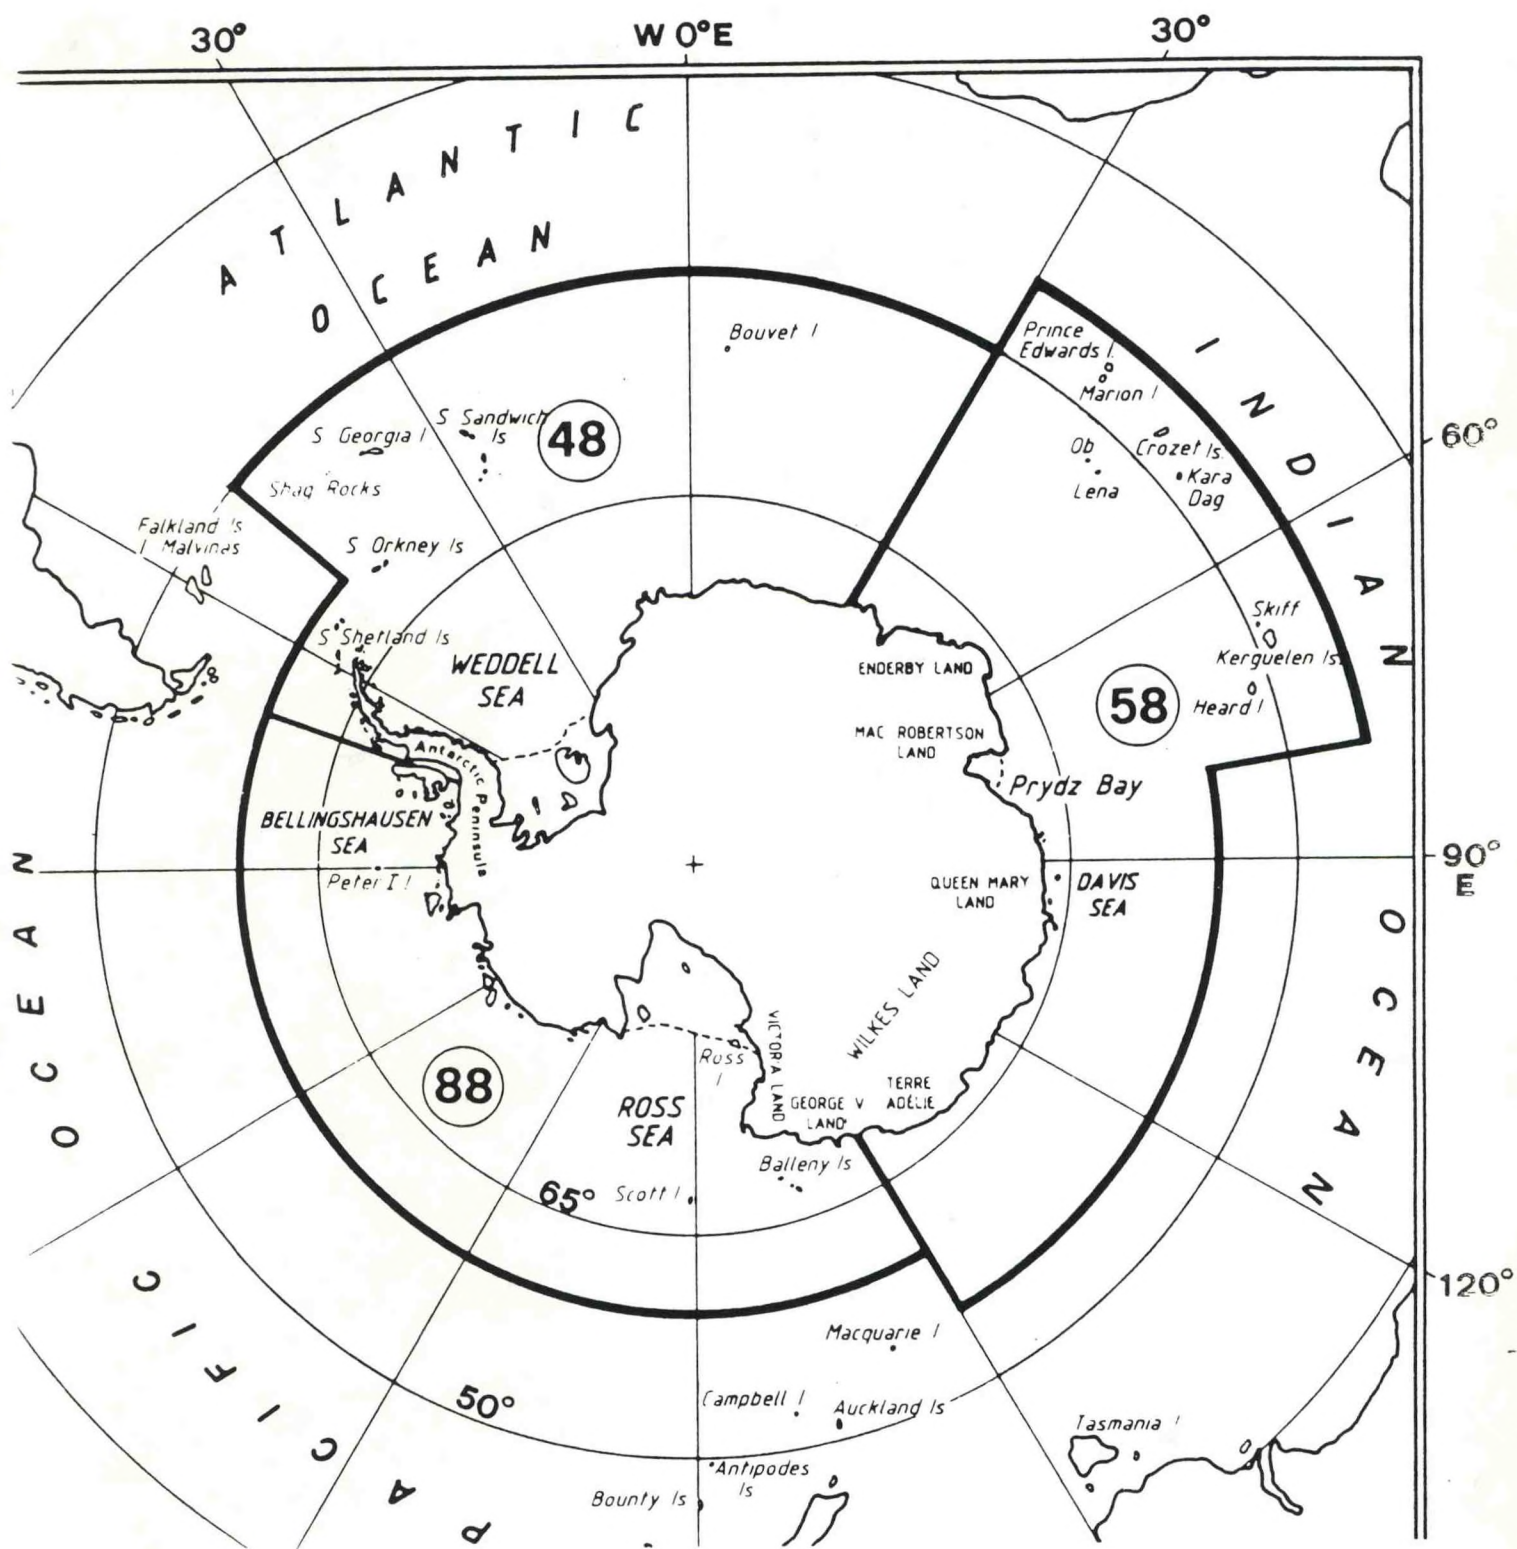 30°
W 0°E
30°
ATLANTIC
OCEAN
Bouvet I
Prince
Edwards I.
Marion I
INDIAN
OCEAN
60°
S Georgia I
S Sandwich
Is
48
Shag Rocks
Ob
Lena
Crozet Is.
Kara
Dag
Falkland Is
I Malvinas
S Orkney Is
S Shetland Is
WEDDELL
SEA
ENDERBY LAND
Skiff
Kerguelen Is.
Heard I
58
MAC ROBERTSON
LAND
Prydz Bay
Antarctic Peninsula
BELLINGSHAUSEN
SEA
Peter I I
90°
E
QUEEN MARY
LAND
DAVIS
SEA
WILKES LAND
VICTORIA LAND
Ross
I
88
ROSS
SEA
GEORGE V
LAND
TERRE
ADELIE
Balleny Is
65°
Scott I
120°
Macquarie I
50°
Campbell I
Auckland Is
Tasmania I
Antipodes
Is
Bounty Is
PACIFIC
OCEAN